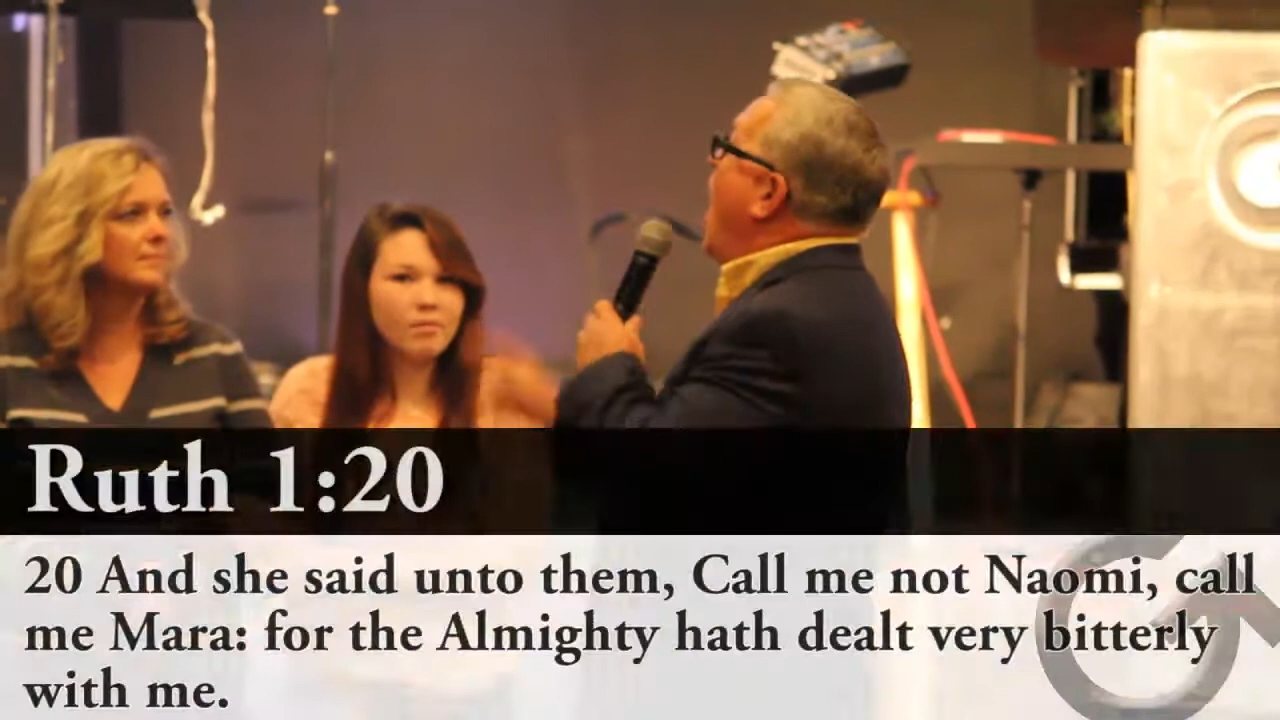 Ruth 1:20
20 And she said unto them, Call me not Naomi, call
me Mara: for the Almighty hath dealt very bitterly
with me.